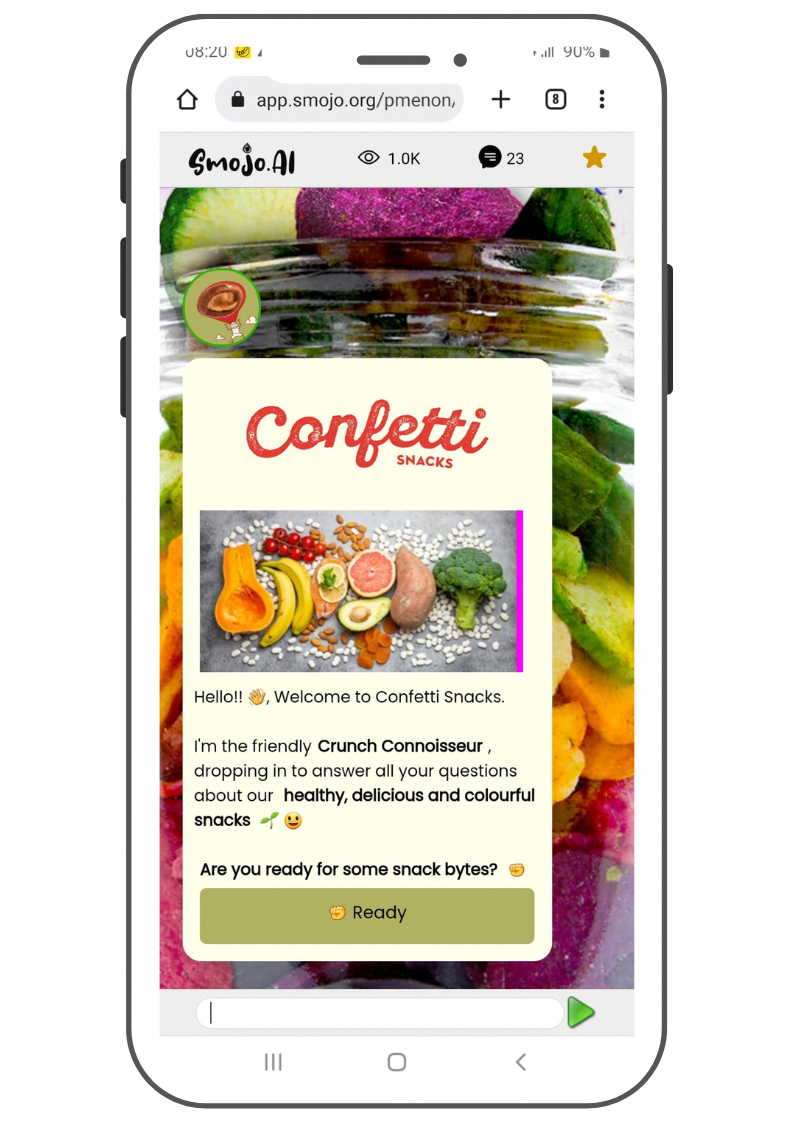 08:20 90%
app.smojo.org/pmenon/ 8
Smojo.AI 1.0K 23
Confetti
SNACKS
Hello!! 👋, Welcome to Confetti Snacks.
I'm the friendly Crunch Connoisseur ,
dropping in to answer all your questions
about our healthy, delicious and colourful
snacks 🌱 😃
Are you ready for some snack bytes? ✊
✊ Ready